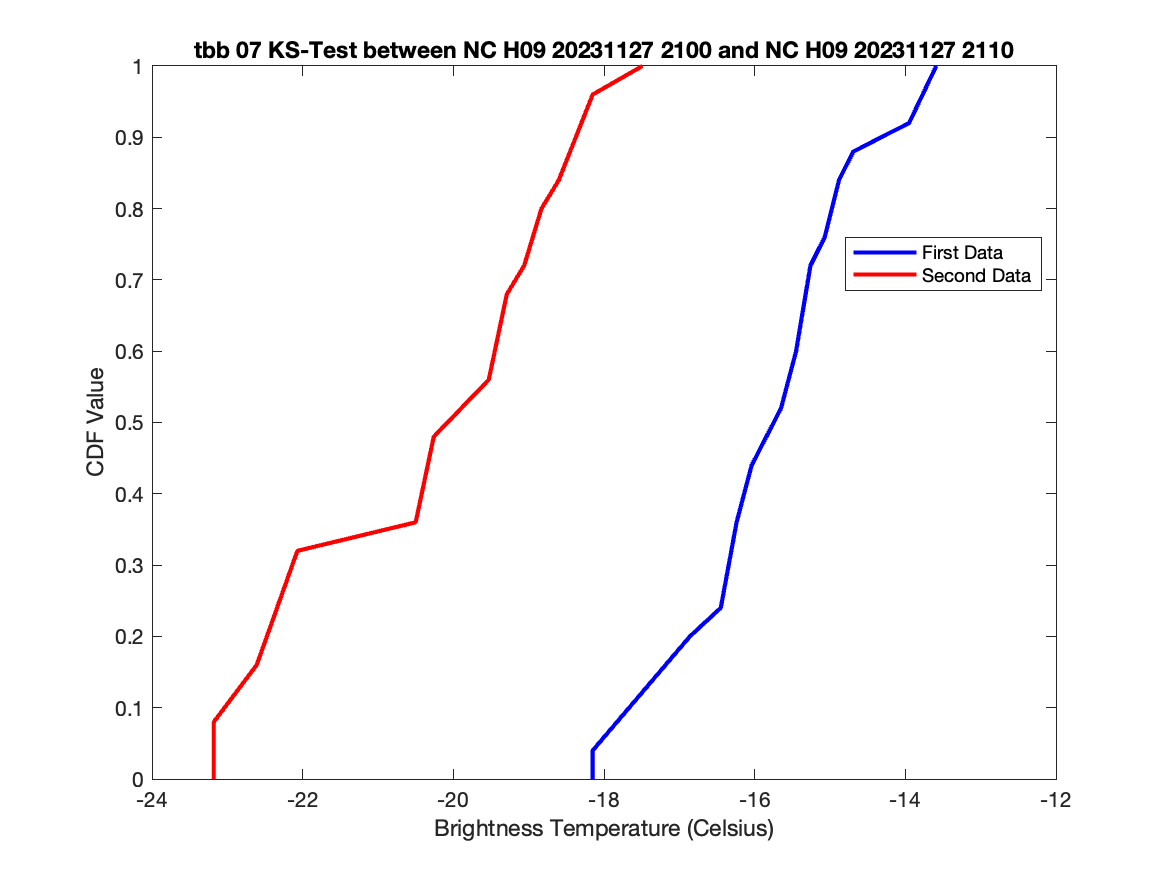 tbb 07 KS-Test between NC H09 20231127 2100 and NC H09 20231127 2110
1
0.9
0.8
0.7
0.6
0.5
0.4
0.3
0.2
0.1
0
CDF Value
First Data
Second Data
-24 -22 -20 -18 -16 -14 -12
Brightness Temperature (Celsius)